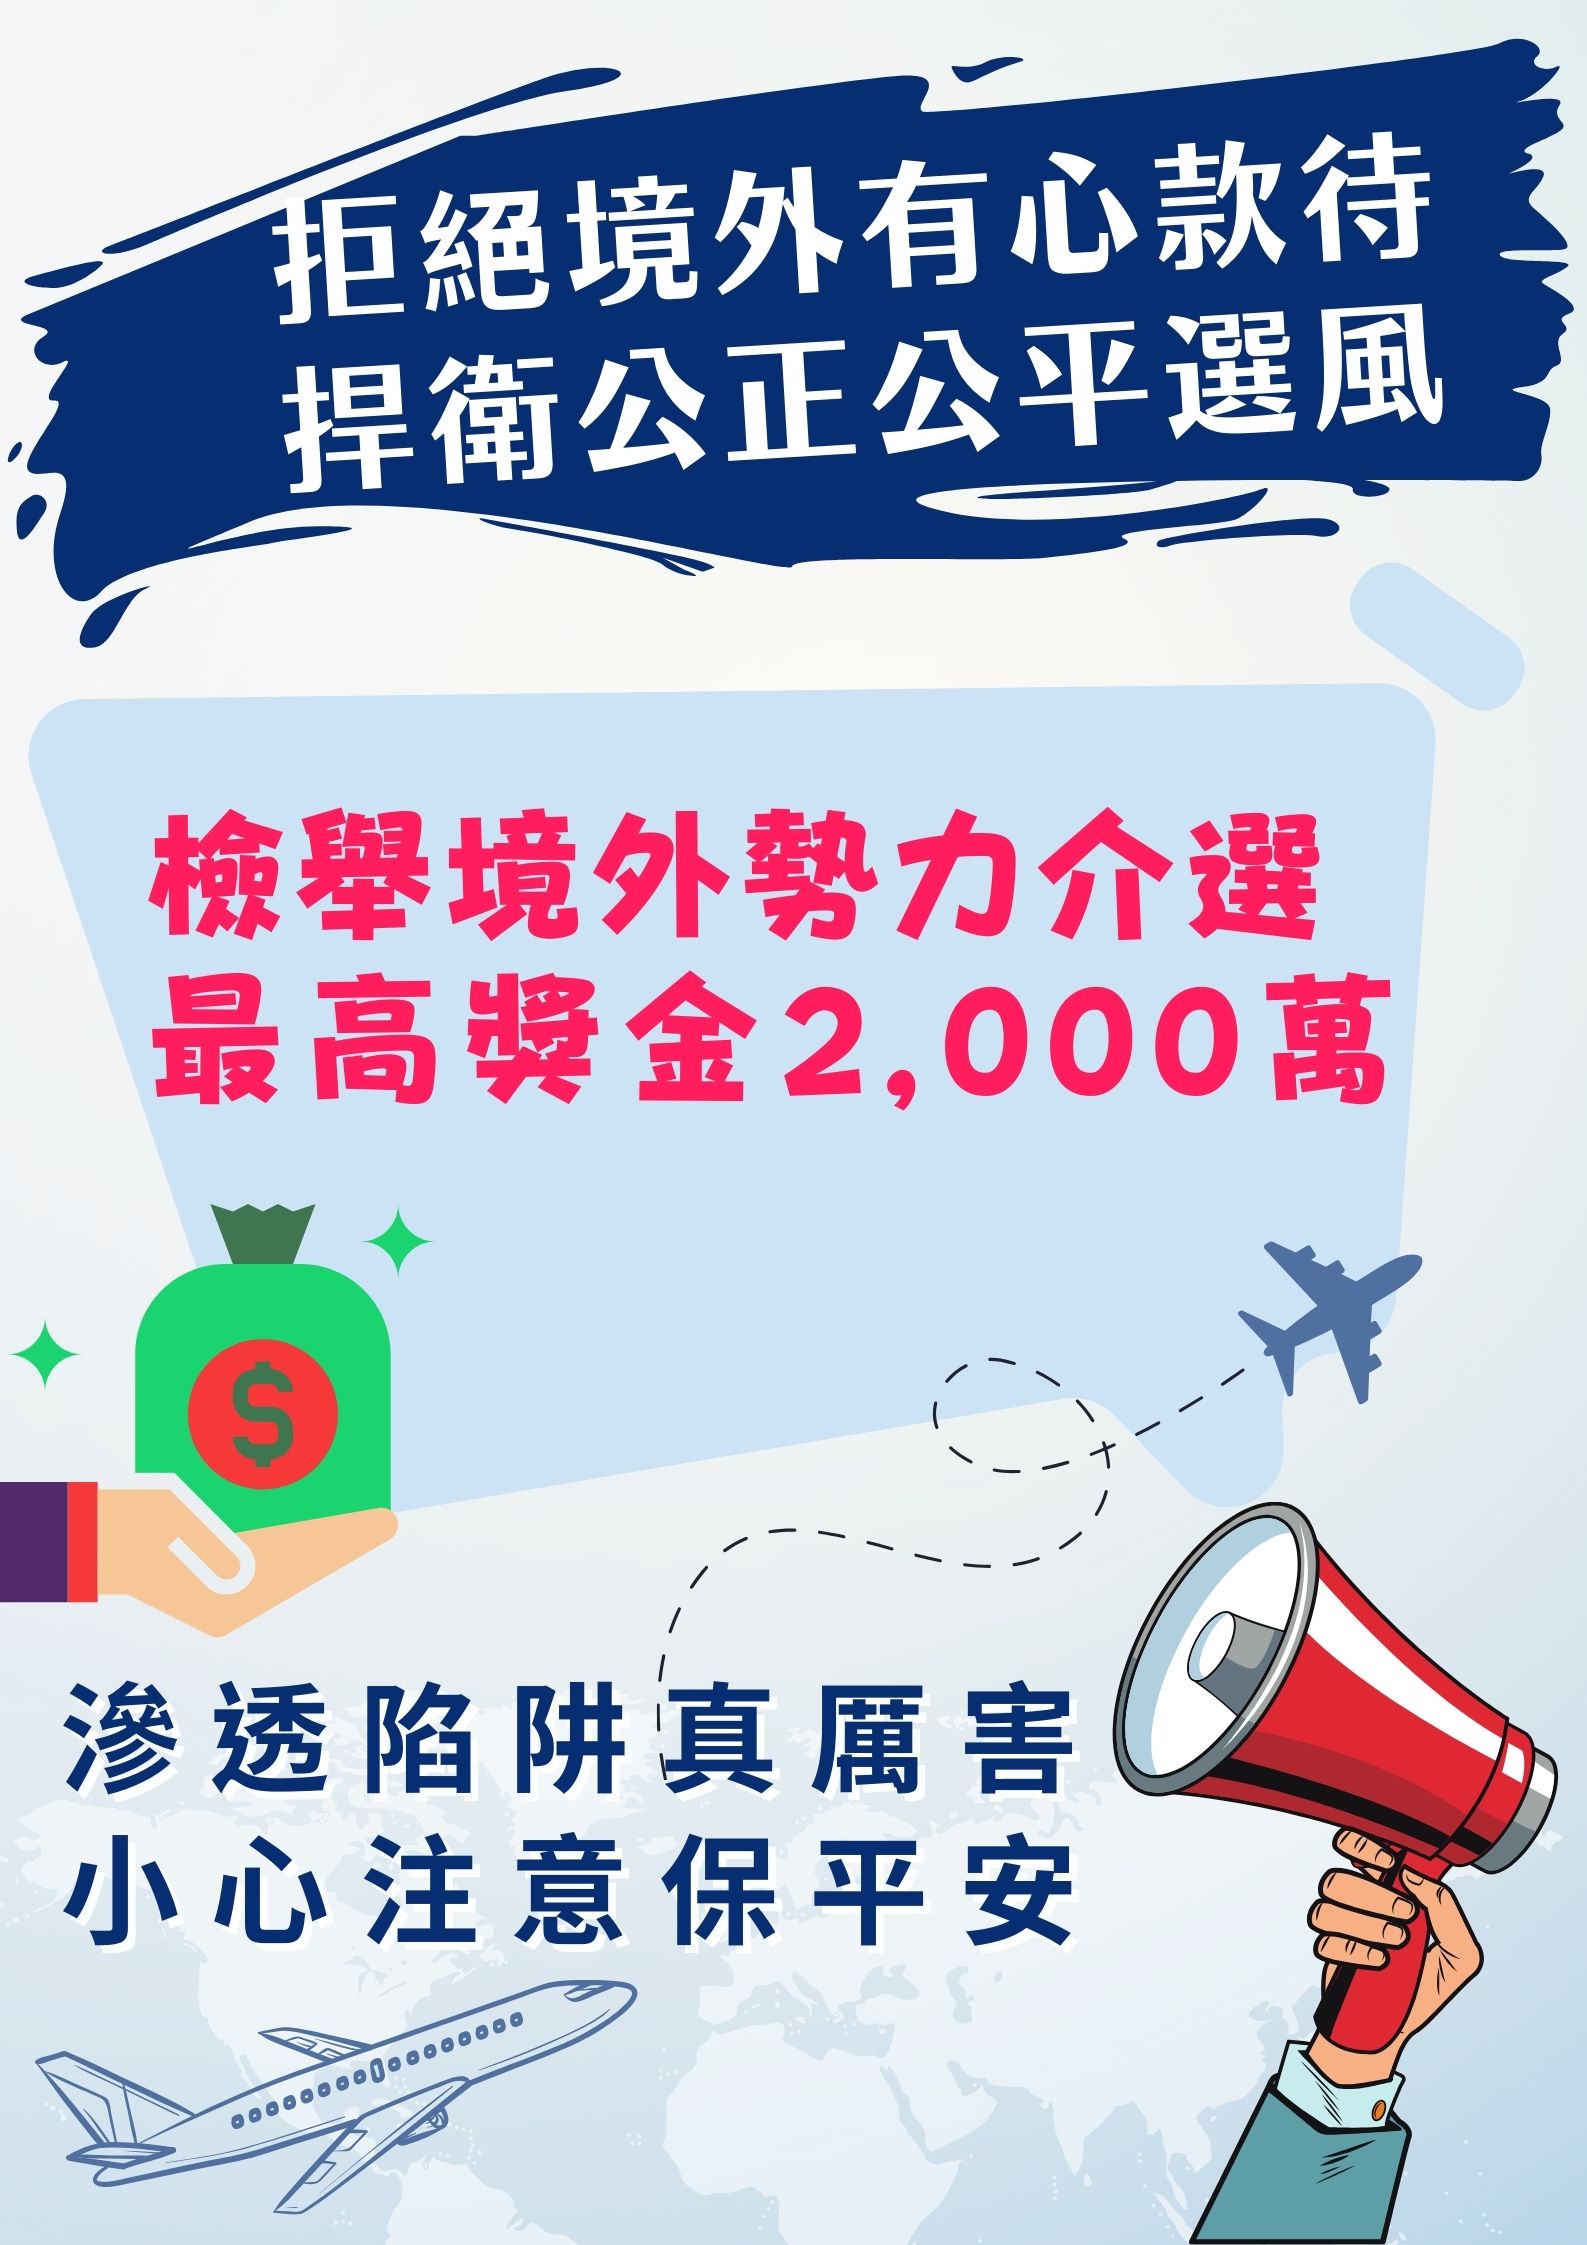 拒絕境外有心款待
捍衛公正公平選風
檢舉境外勢力介選
最高獎金2,000萬
$
滲透陷阱真厲害
小心注意保平安